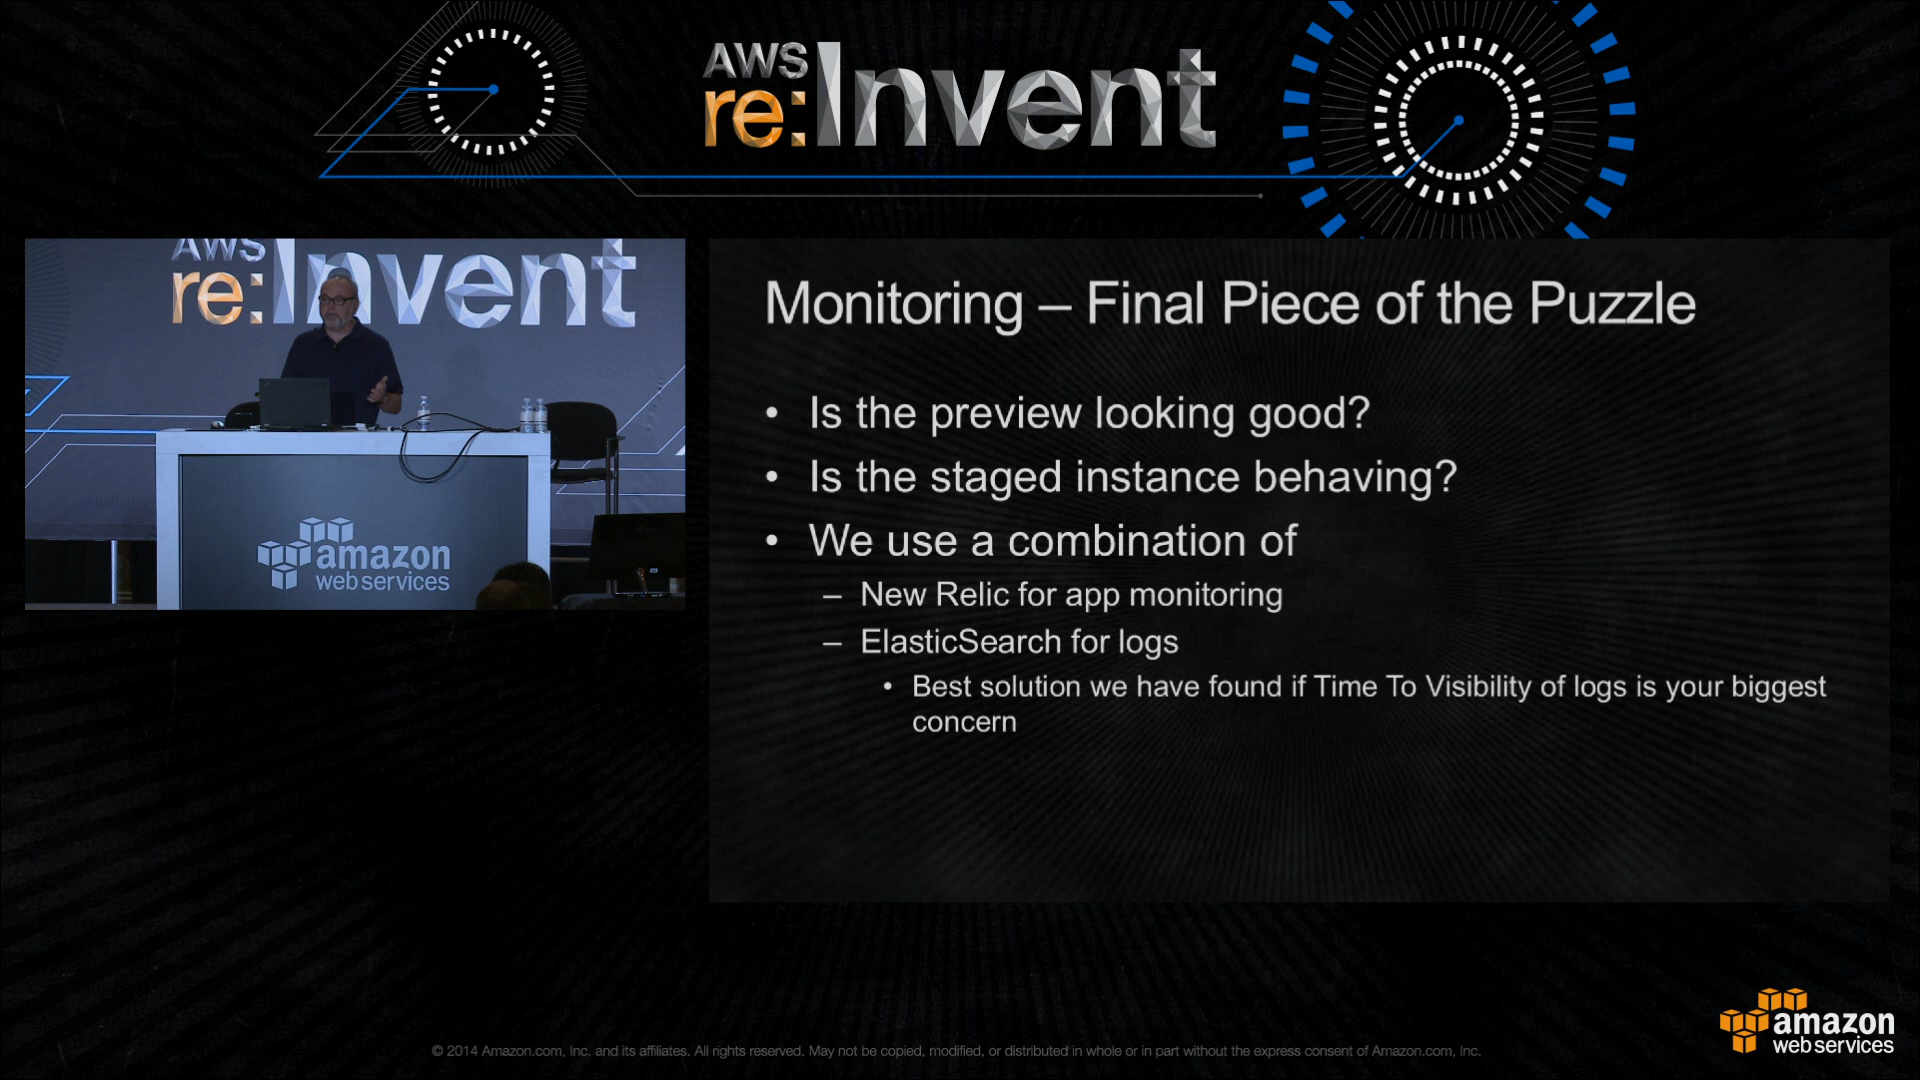 AWS
re:Invent
AWS
re:Invent
amazon
web services
Monitoring – Final Piece of the Puzzle
• Is the preview looking good?
• Is the staged instance behaving?
• We use a combination of
– New Relic for app monitoring
– ElasticSearch for logs
• Best solution we have found if Time To Visibility of logs is your biggest
concern
amazon
web services
© 2014 Amazon.com, Inc. and its affiliates. All rights reserved. May not be copied, modified, or distributed in whole or in part without the express consent of Amazon.com, Inc.